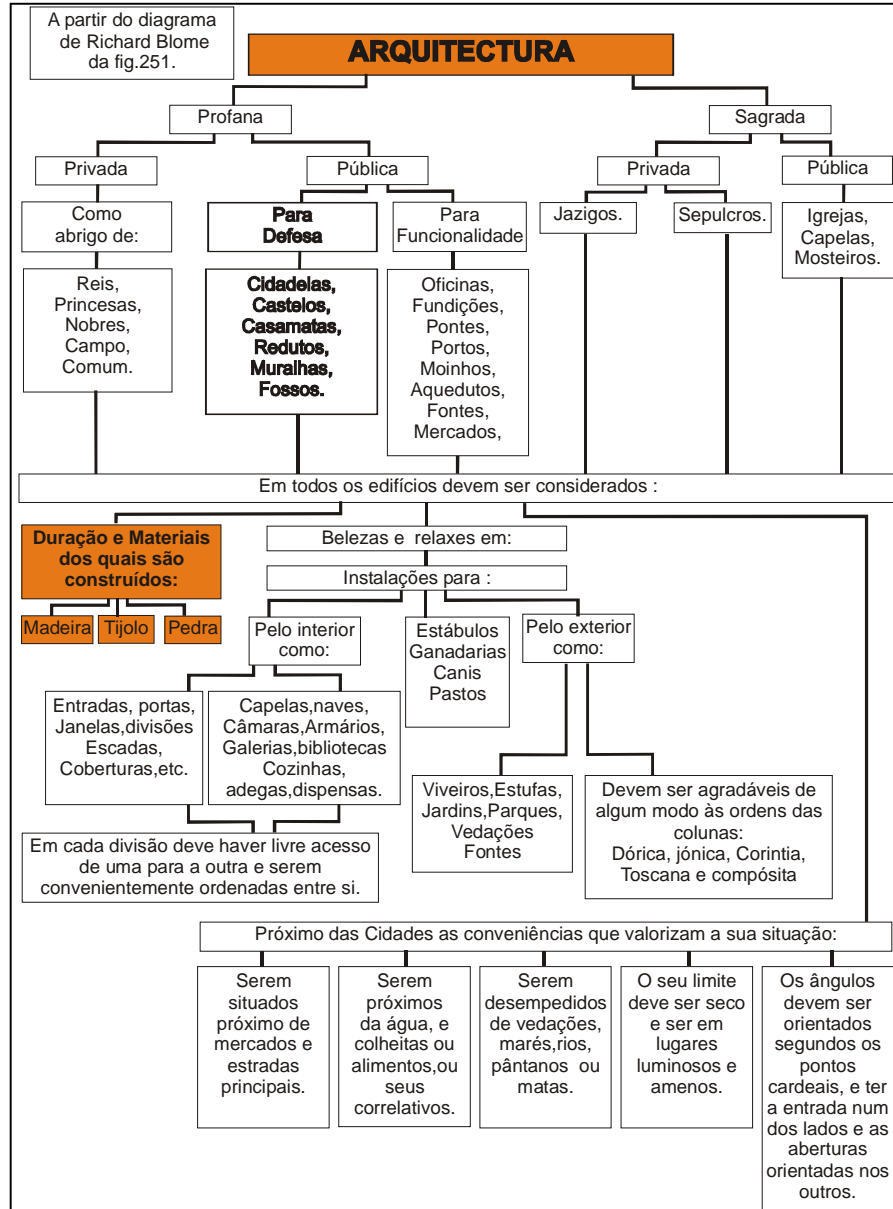 A partir do diagrama
de Richard Blome
da fig.251.
ARQUITECTURA
Profana
Sagrada
Privada
Pública
Privada
Pública
Como
abrigo de:
Para
Defesa
Para
Funcionalidade
Jazigos.
Sepulcros.
Igrejas,
Capelas,
Mosteiros.
Reis,
Princesas,
Nobres,
Campo,
Comum.
Cidadelas,
Castelos,
Casamatas,
Redutos,
Muralhas,
Fossos.
Oficinas,
Fundições,
Pontes,
Portos,
Moinhos,
Aquedutos,
Fontes,
Mercados,
Em todos os edifícios devem ser considerados :
Duração e Materiais
dos quais são
construídos:
Madeira
Tijolo
Pedra
Belezas e relaxes em:
Instalações para :
Pelo interior
como:
Estábulos
Ganadarias
Canis
Pastos
Pelo exterior
como:
Entradas, portas,
Janelas,divisões
Escadas,
Coberturas,etc.
Capelas,naves,
Câmaras,Armários,
Galerias,bibliotecas
Cozinhas,
adegas,dispensas.
Viveiros,Estufas,
Jardins,Parques,
Vedações
Fontes
Devem ser agradáveis de
algum modo às ordens das
colunas:
Dórica, jónica, Corintia,
Toscana e compósita
Em cada divisão deve haver livre acesso
de uma para a outra e serem
convenientemente ordenadas entre si.
Próximo das Cidades as conveniências que valorizam a sua situação:
Serem
situados
próximo de
mercados e
estradas
principais.
Serem
próximos
da água, e
colheitas ou
alimentos,ou
seus
correlativos.
Serem
desempedidos
de vedações,
marés,rios,
pântanos ou
matas.
O seu limite
deve ser seco
e ser em
lugares
luminosos e
amenos.
Os ângulos
devem ser
orientados
segundos os
pontos
cardeais, e ter
a entrada num
dos lados e as
aberturas
orientadas nos
outros.